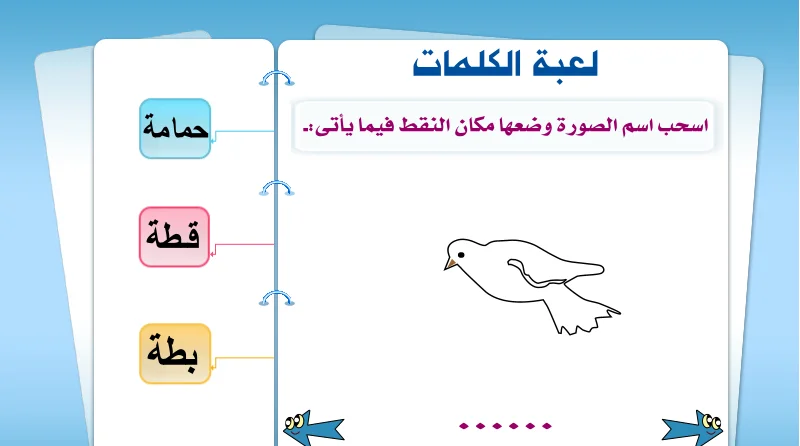 لعبة الكلمات
اسحب اسم الصورة وضعها مكان النقط فيما يأتى :ـ
حمامة
قطة
بطة
......